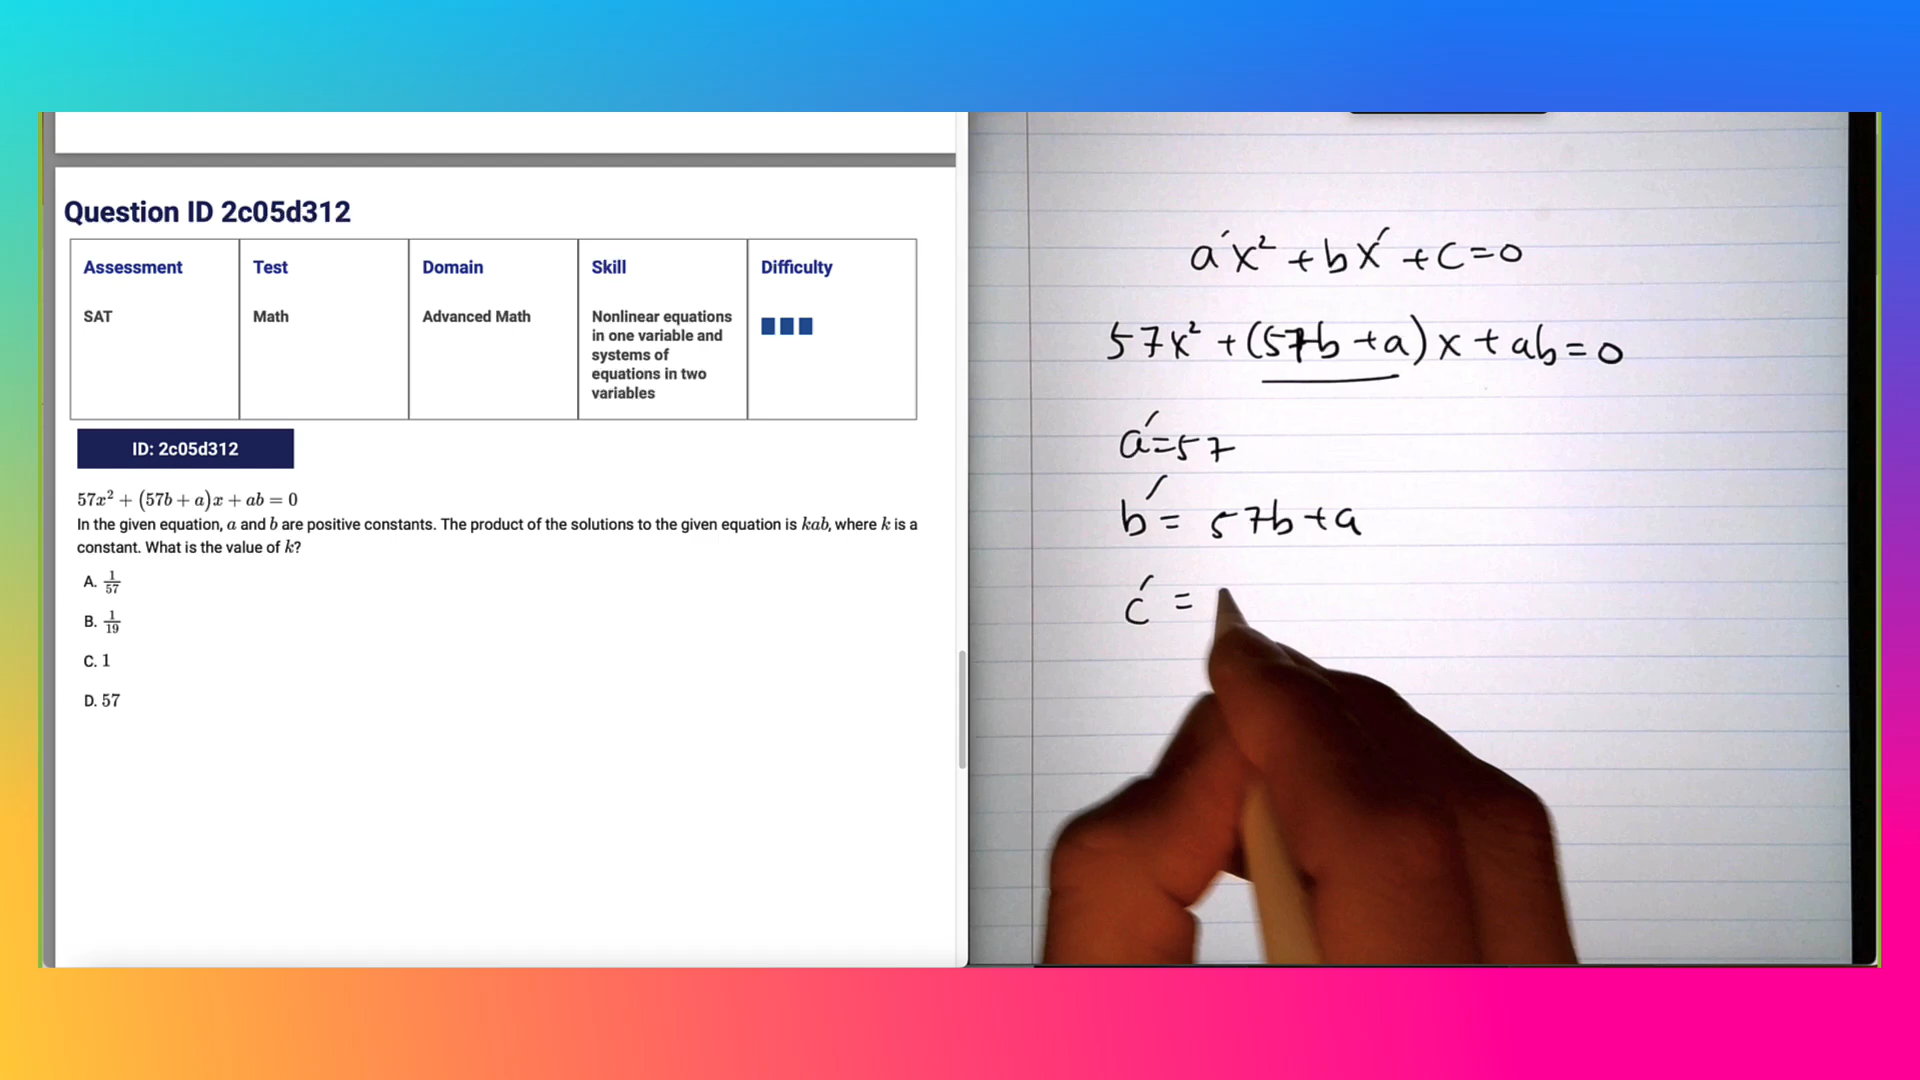 Question ID 2c05d312
Assessment Test Domain Skill Difficulty
SAT Math Advanced Math Nonlinear equations
in one variable and
systems of
equations in two
variables
ID: 2c05d312
57x² + (57b + a)x + ab = 0
In the given equation, a and b are positive constants. The product of the solutions to the given equation is kab, where k is a
constant. What is the value of k?
A. 1/57
B. 1/19
C. 1
D. 57
a´x² + bx´ + c = 0
57x² + (57b + a)x + ab = 0
a´ = 57
b´ = 57b + a
c´ =